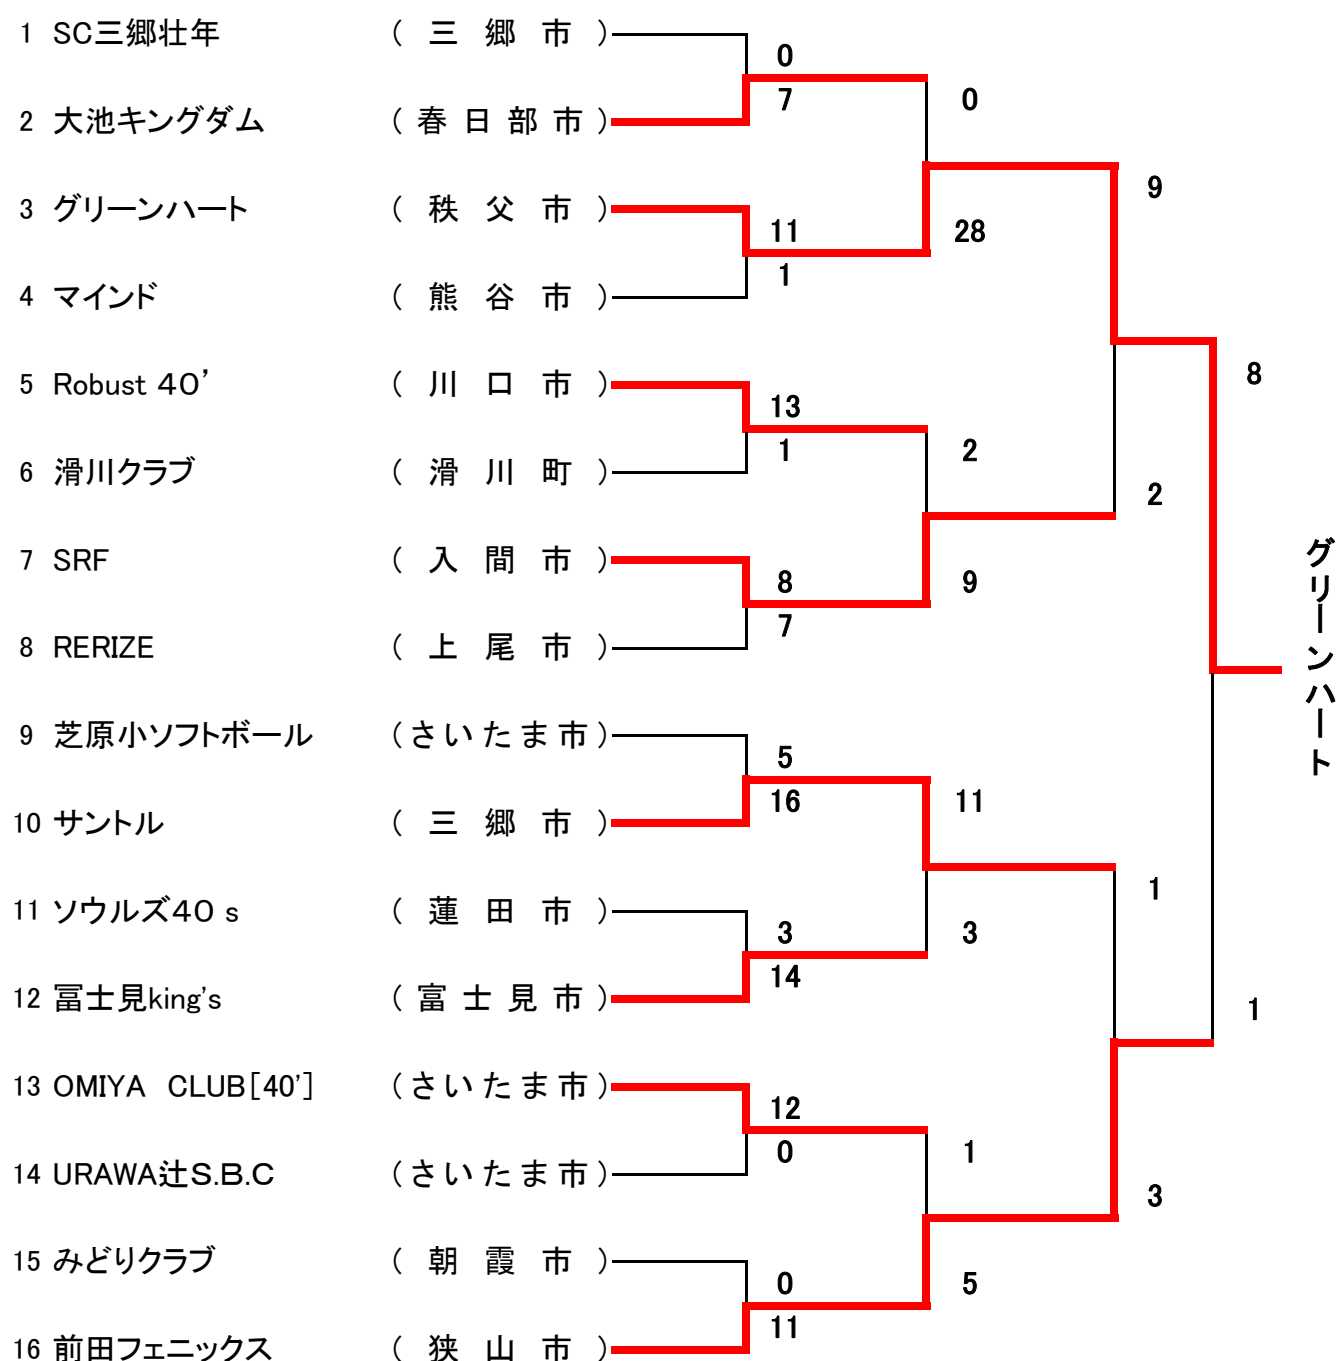 1 SC三郷壮年 (三郷市)
0
7
2 大池キングダム (春日部市)
0
9
3 グリーンハート (秩父市)
11
28
1
4 マインド (熊谷市)
8
5 Robust 40’ (川口市)
13
1
2
6 滑川クラブ (滑川町)
2
7 SRF (入間市)
8
9
7
8 RERIZE (上尾市)
グリーンハート
9 芝原小ソフトボール (さいたま市)
5
16
11
10 サントル (三郷市)
1
11 ソウルズ40 s (蓮田市)
3
3
14
12 冨士見king's (富士見市)
1
13 OMIYA CLUB[40'] (さいたま市)
12
0
1
14 URAWA辻S.B.C (さいたま市)
3
15 みどりクラブ (朝霞市)
0
5
11
16 前田フェニックス (狭山市)